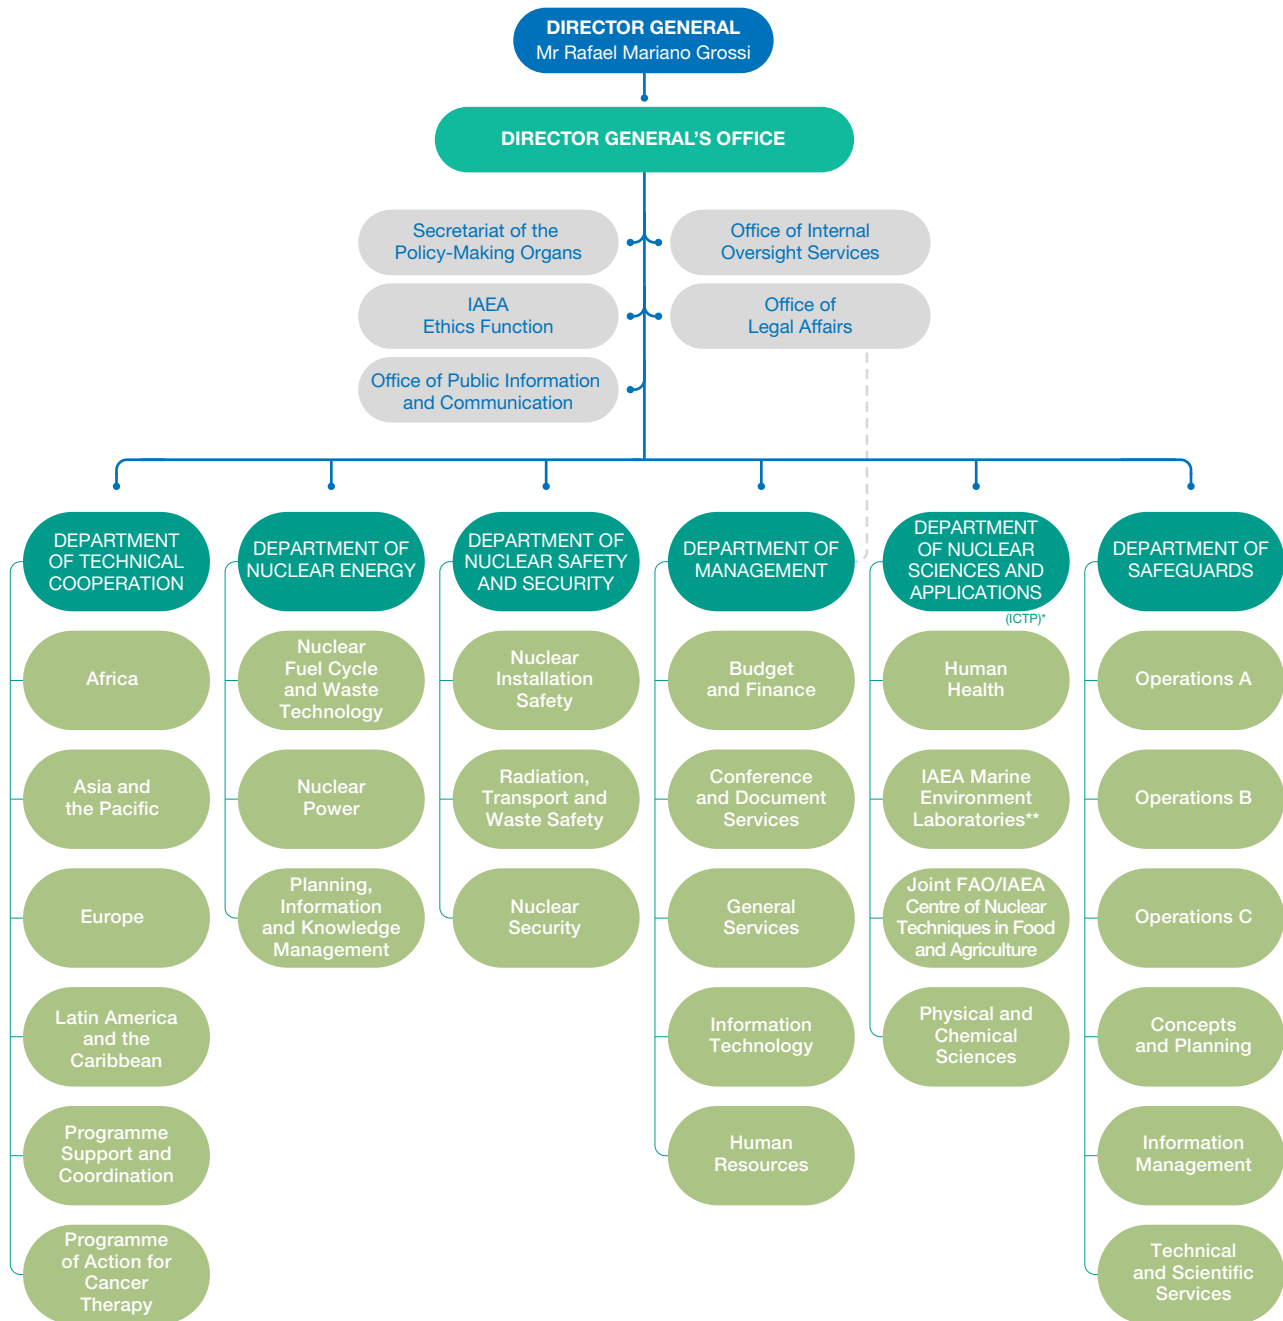 DIRECTOR GENERAL
Mr Rafael Mariano Grossi
DIRECTOR GENERAL’S OFFICE
Secretariat of the
Policy-Making Organs
Office of Internal
Oversight Services
IAEA
Ethics Function
Office of
Legal Affairs
Office of Public Information
and Communication
DEPARTMENT
OF TECHNICAL
COOPERATION
Africa
Asia and
the Pacific
Europe
Latin America
and the
Caribbean
Programme
Support and
Coordination
Programme
of Action for
Cancer
Therapy
DEPARTMENT OF
NUCLEAR ENERGY
Nuclear
Fuel Cycle
and Waste
Technology
Nuclear
Power
Planning,
Information
and Knowledge
Management
DEPARTMENT OF
NUCLEAR SAFETY
AND SECURITY
Nuclear
Installation
Safety
Radiation,
Transport and
Waste Safety
Nuclear
Security
DEPARTMENT OF
MANAGEMENT
Budget
and Finance
Conference
and Document
Services
General
Services
Information
Technology
Human
Resources
DEPARTMENT
OF NUCLEAR
SCIENCES AND
APPLICATIONS
(ICTP)*
Human
Health
IAEA Marine
Environment
Laboratories**
Joint FAO/IAEA
Centre of Nuclear
Techniques in Food
and Agriculture
Physical and
Chemical
Sciences
DEPARTMENT OF
SAFEGUARDS
Operations A
Operations B
Operations C
Concepts
and Planning
Information
Management
Technical
and Scientific
Services